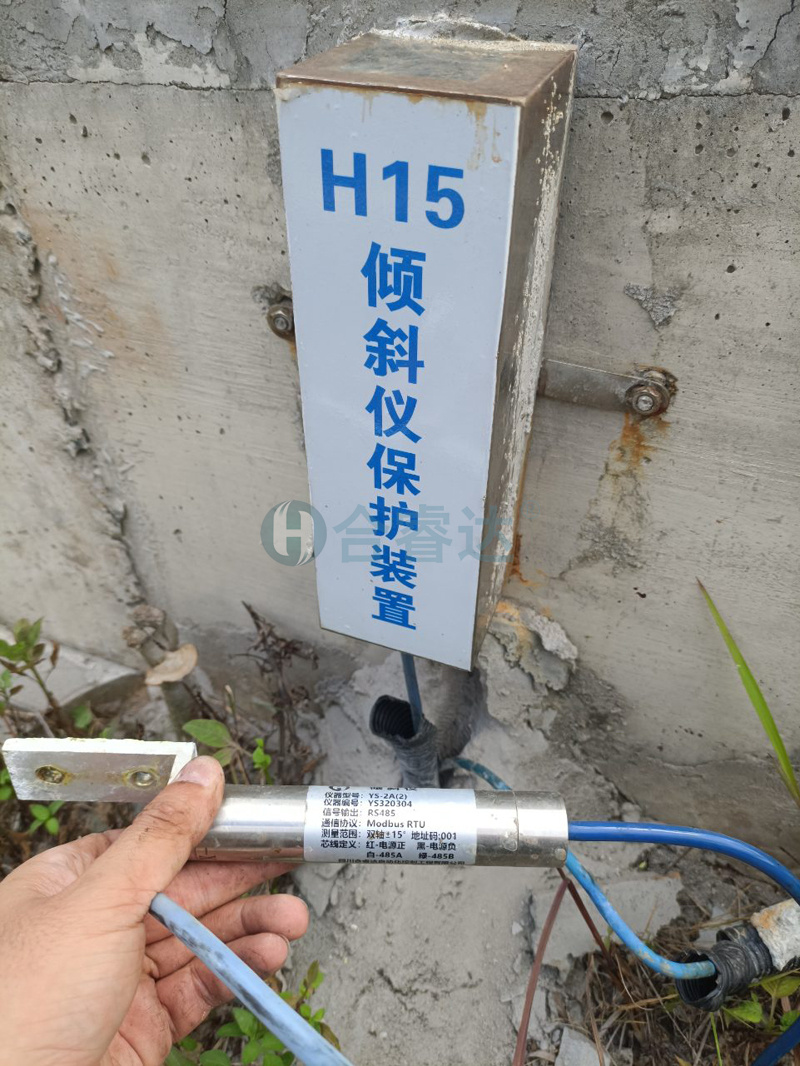 H15
倾斜仪保护装置
合睿达
仪器型号: YS-2A(2)
仪器编号: YS320304
信号输出: RS485
通信协议: Modbus RTU
测量范围: 双轴±15° 地址码:001
芯线定义: 红-电源正 黑-电源负
白-485A 绿-485B